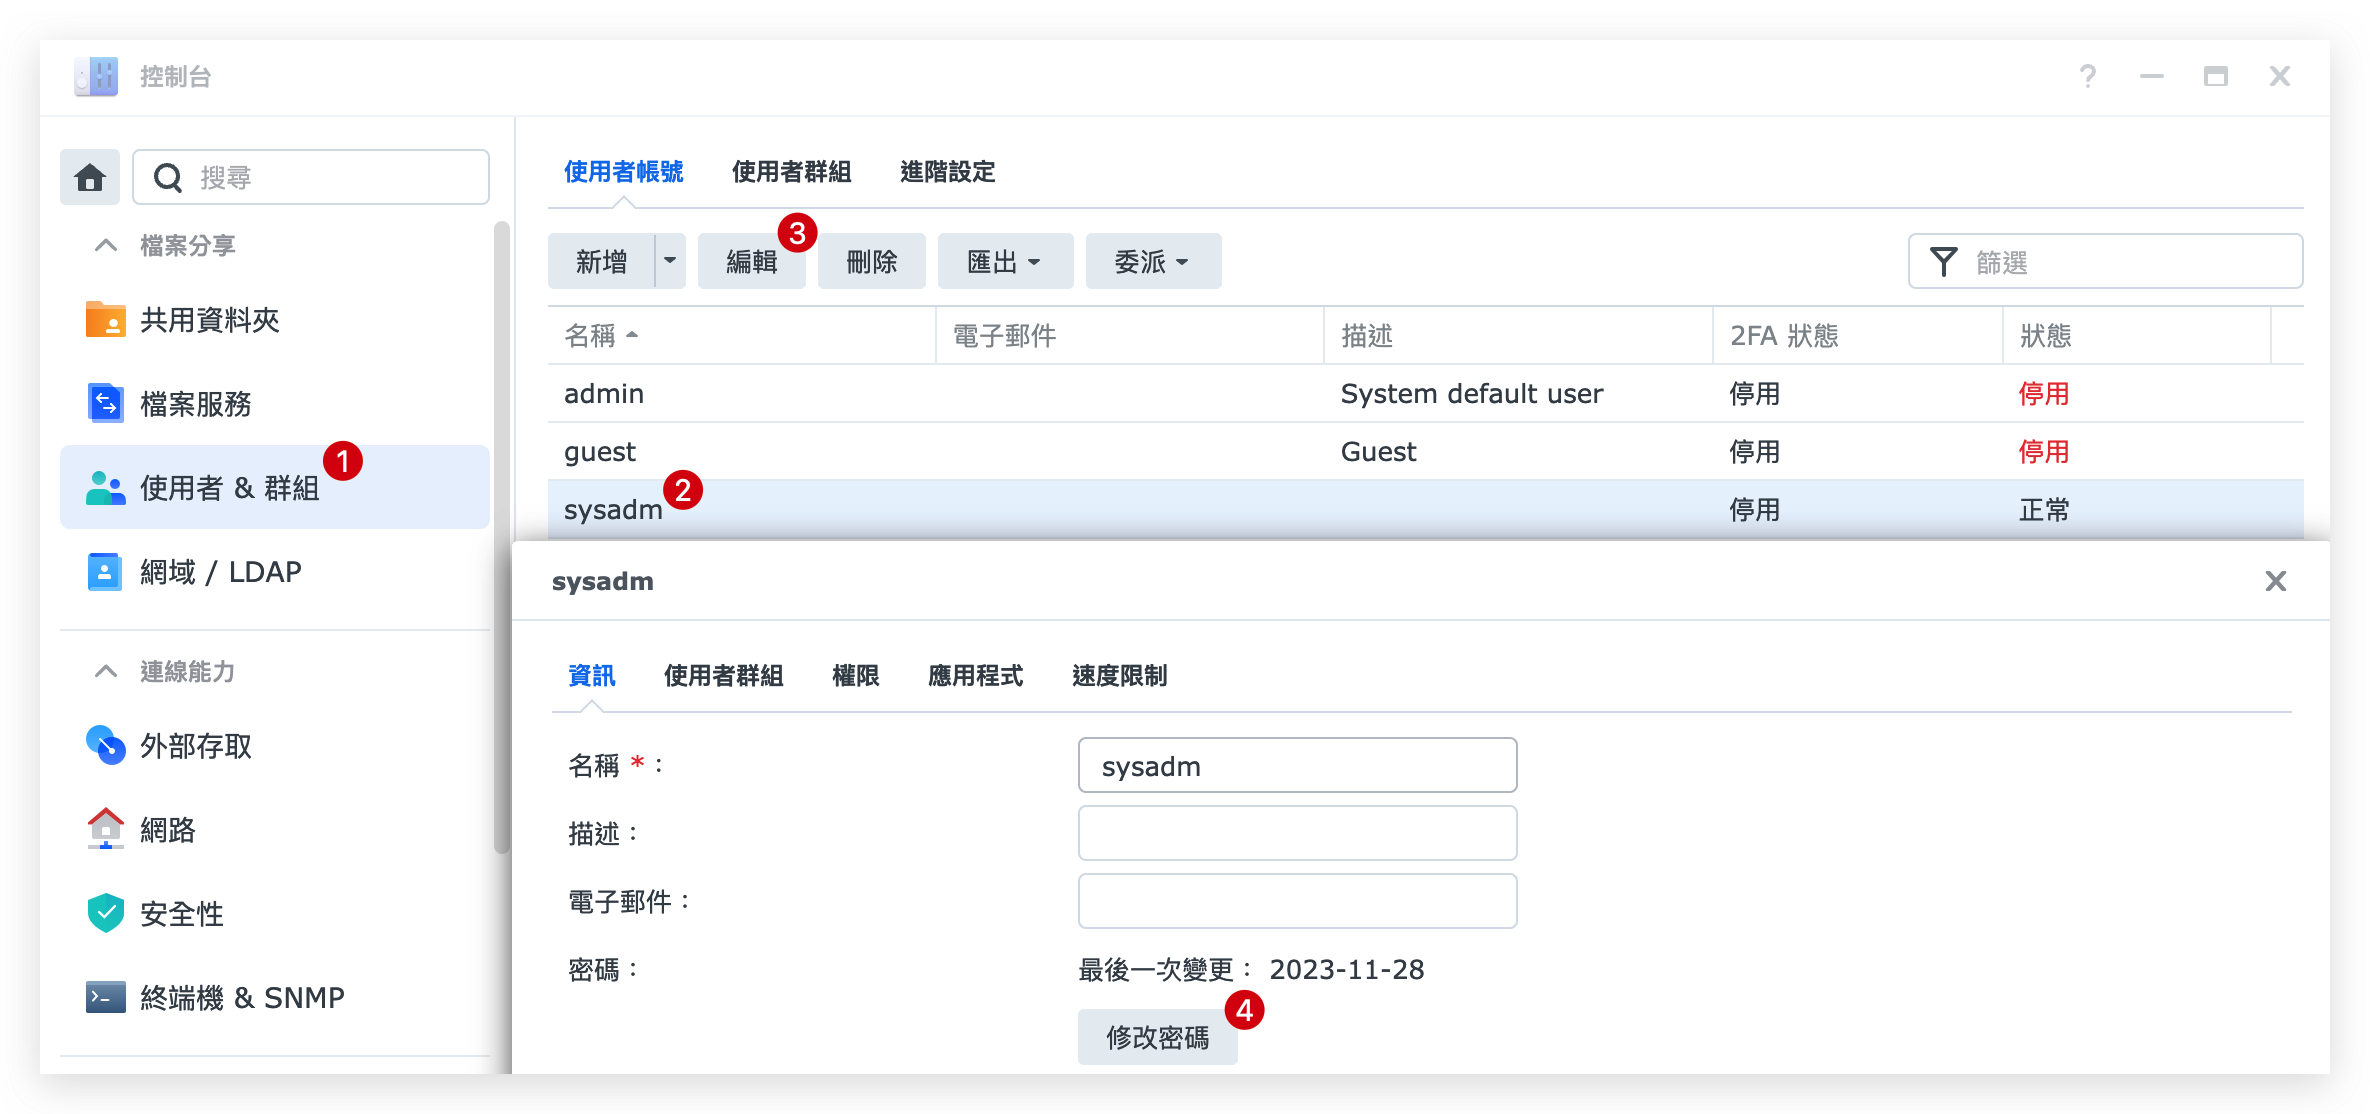 控制台
搜尋
檔案分享
共用資料夾
檔案服務
使用者 & 群組 1
網域 / LDAP
連線能力
外部存取
網路
安全性
終端機 & SNMP
使用者帳號 使用者群組 進階設定
新增 編輯 3 刪除 匯出 委派 篩選
名稱 電子郵件 描述 2FA 狀態 狀態
admin System default user 停用 停用
guest Guest 停用 停用
sysadm 2 停用 正常
sysadm
資訊 使用者群組 權限 應用程式 速度限制
名稱 *： sysadm
描述：
電子郵件：
密碼： 最後一次變更： 2023-11-28
修改密碼 4